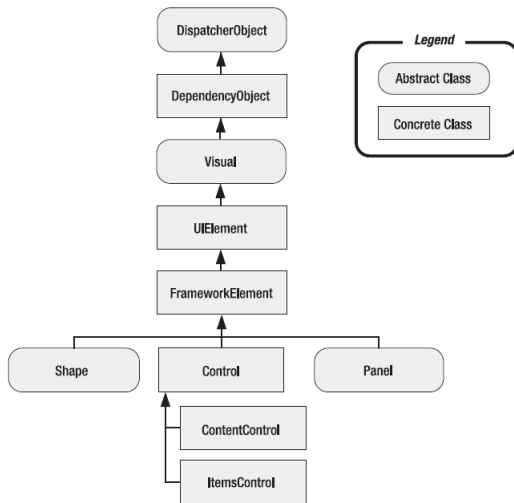 DispatcherObject
Legend
Abstract Class
DependencyObject
Concrete Class
Visual
UIElement
FrameworkElement
Shape
Control
Panel
ContentControl
ItemsControl